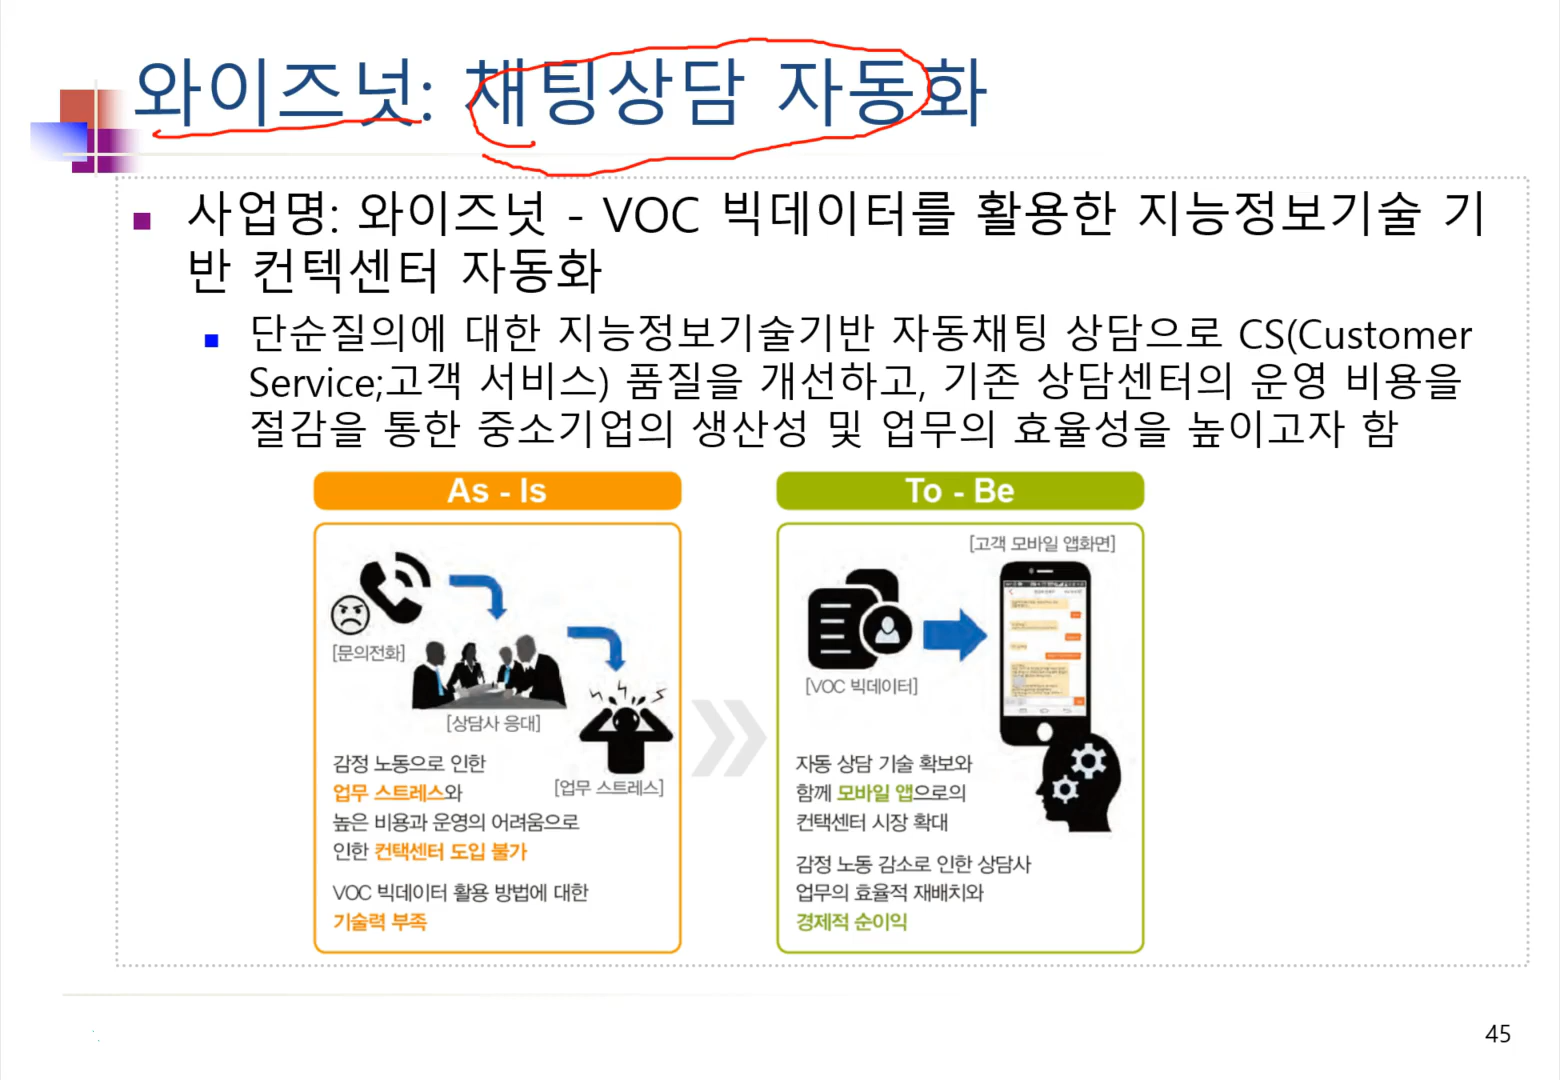 와이즈넛: 채팅상담 자동화
사업명: 와이즈넛 - VOC 빅데이터를 활용한 지능정보기술 기
반 컨텍센터 자동화
단순질의에 대한 지능정보기술기반 자동채팅 상담으로 CS(Customer
Service;고객 서비스) 품질을 개선하고, 기존 상담센터의 운영 비용을
절감을 통한 중소기업의 생산성 및 업무의 효율성을 높이고자 함
As - Is
[문의전화]
[상담사 응대]
[업무 스트레스]
감정 노동으로 인한
업무 스트레스와
높은 비용과 운영의 어려움으로
인한 컨택센터 도입 불가
VOC 빅데이터 활용 방법에 대한
기술력 부족
To - Be
[고객 모바일 앱화면]
[VOC 빅데이터]
자동 상담 기술 확보와
함께 모바일 앱으로의
컨택센터 시장 확대
감정 노동 감소로 인한 상담사
업무의 효율적 재배치와
경제적 순이익
45